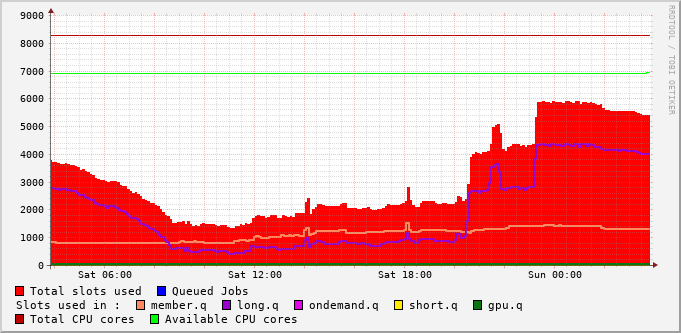 RRDTOOL / TOBI OETIKER
9000
8000
7000
6000
5000
4000
3000
2000
1000
0
Sat 06:00 Sat 12:00 Sat 18:00 Sun 00:00
Total slots used Queued Jobs
Slots used in : member.q long.q ondemand.q short.q gpu.q
Total CPU cores Available CPU cores